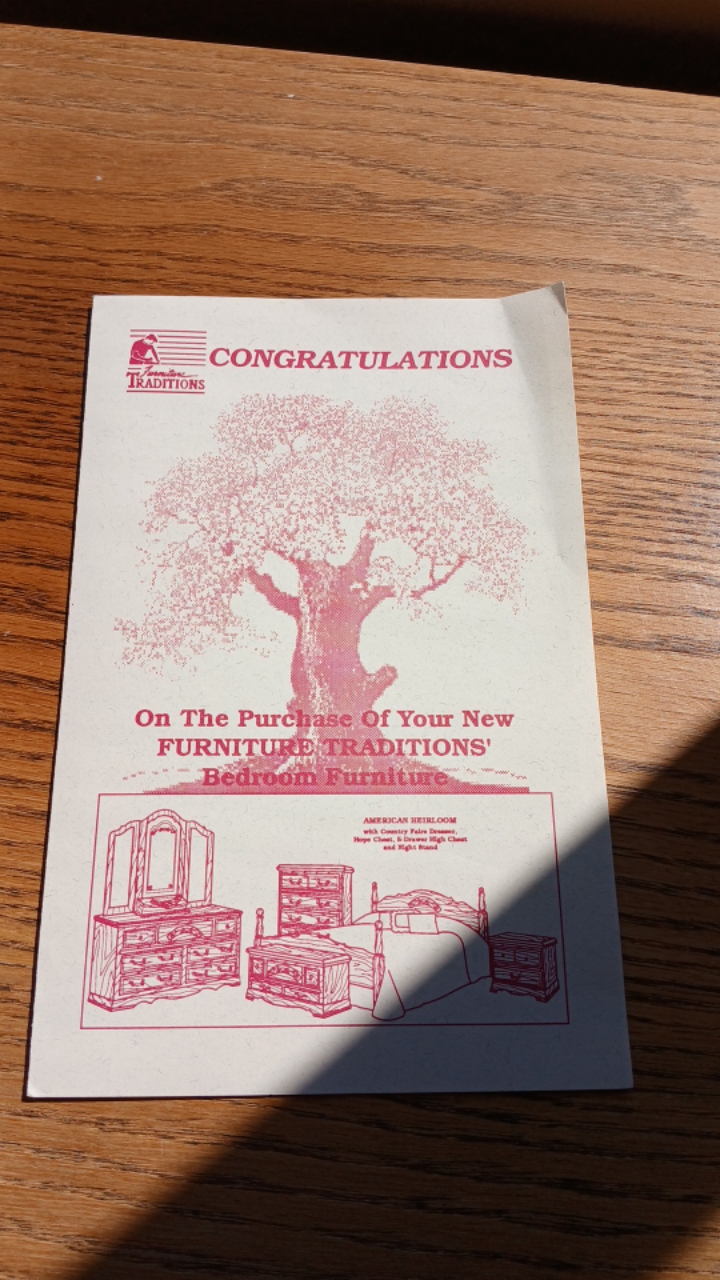 Furniture
TRADITIONS
CONGRATULATIONS
On The Purchase Of Your New
FURNITURE TRADITIONS'
Bedroom Furniture
AMERICAN HEIRLOOM
with Country Faire Dresser,
Hope Chest, 5-Drawer High Chest
and Night Stand